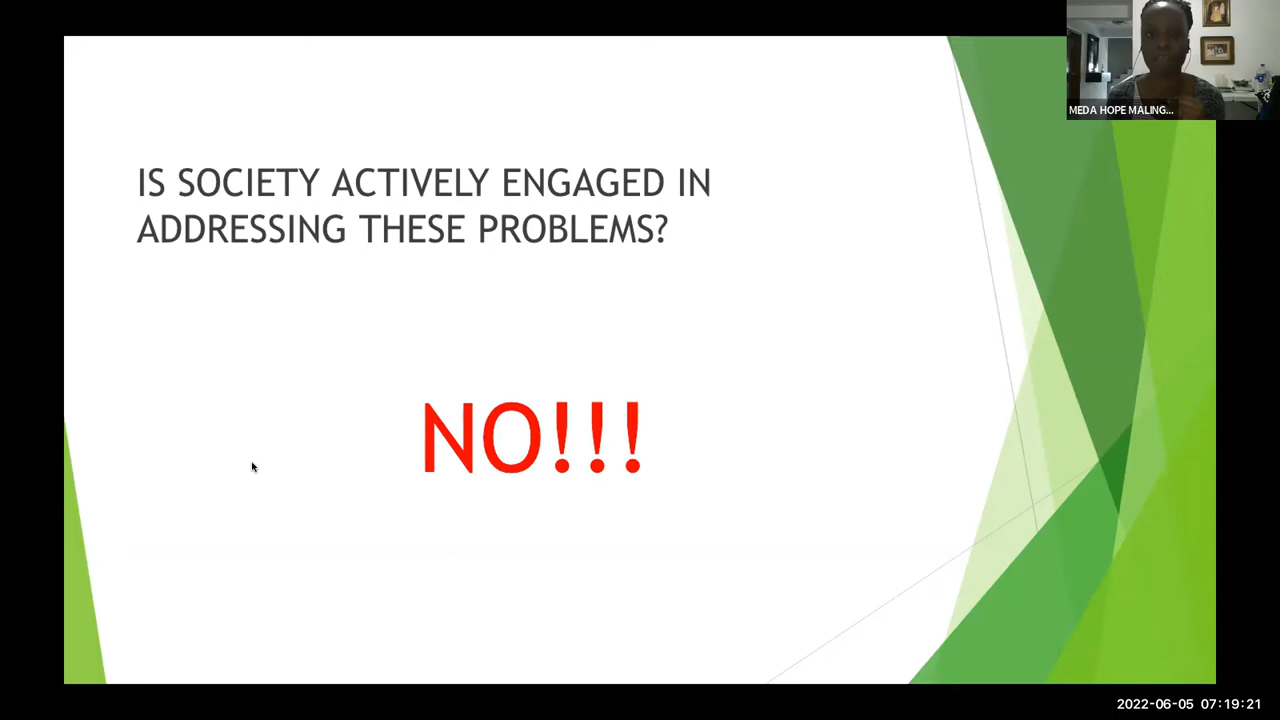 MEDA HOPE MALING...
IS SOCIETY ACTIVELY ENGAGED IN
ADDRESSING THESE PROBLEMS?
NO!!!
2022-06-05 07:19:21